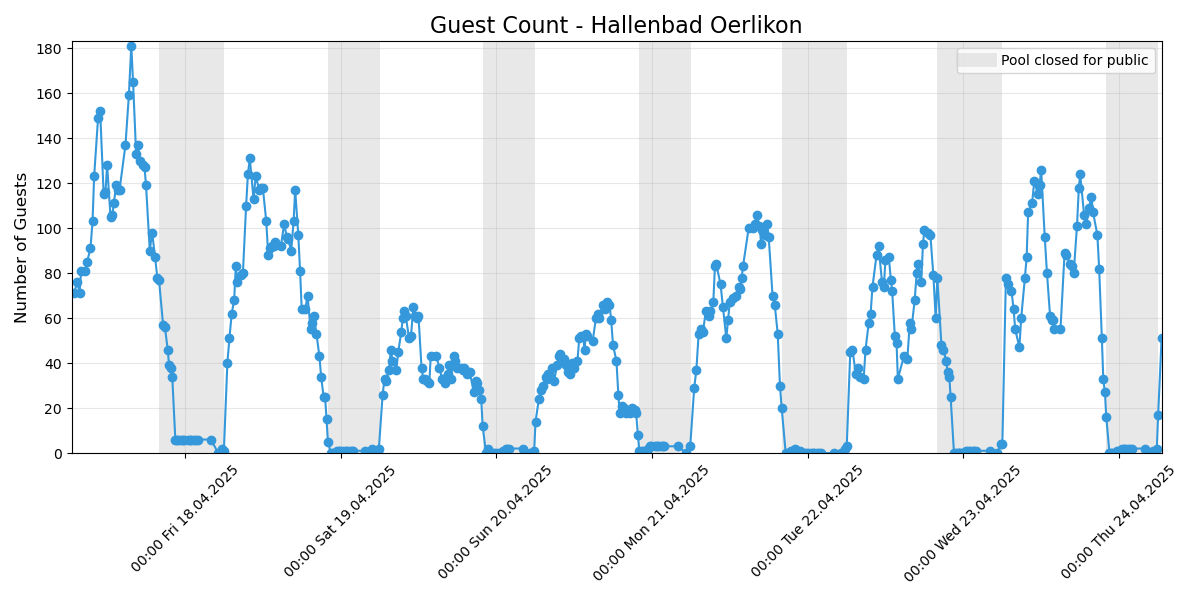 Guest Count - Hallenbad Oerlikon
Pool closed for public
Number of Guests
180
160
140
120
100
80
60
40
20
0
00:00 Fri 18.04.2025
00:00 Sat 19.04.2025
00:00 Sun 20.04.2025
00:00 Mon 21.04.2025
00:00 Tue 22.04.2025
00:00 Wed 23.04.2025
00:00 Thu 24.04.2025